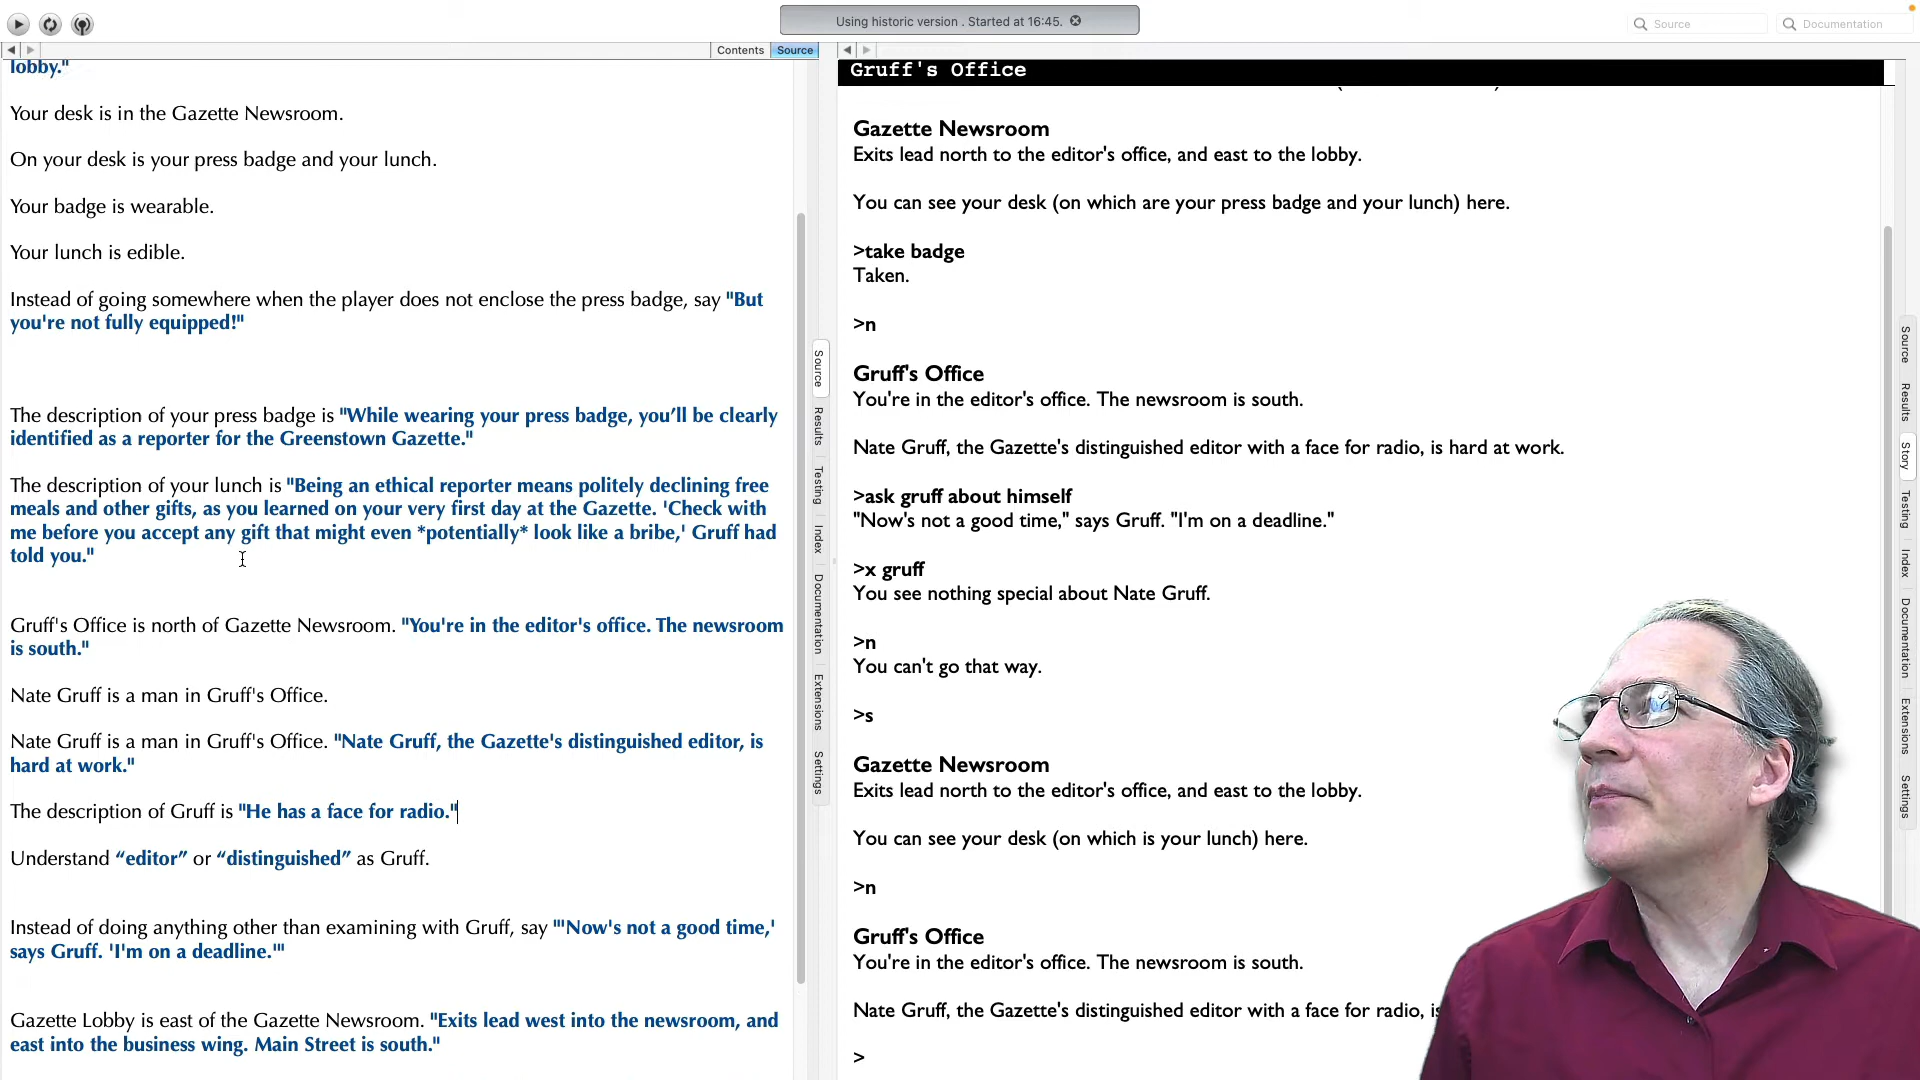 Using historic version . Started at 16:45.
Source
Documentation
Contents
Source
lobby."
Your desk is in the Gazette Newsroom.
On your desk is your press badge and your lunch.
Your badge is wearable.
Your lunch is edible.
Instead of going somewhere when the player does not enclose the press badge, say "But
you're not fully equipped!"
The description of your press badge is "While wearing your press badge, you’ll be clearly
identified as a reporter for the Greenstown Gazette."
The description of your lunch is "Being an ethical reporter means politely declining free
meals and other gifts, as you learned on your very first day at the Gazette. 'Check with
me before you accept any gift that might even *potentially* look like a bribe,' Gruff had
told you."
Gruff's Office is north of Gazette Newsroom. "You're in the editor's office. The newsroom
is south."
Nate Gruff is a man in Gruff's Office.
Nate Gruff is a man in Gruff's Office. "Nate Gruff, the Gazette's distinguished editor, is
hard at work."
The description of Gruff is "He has a face for radio."
Understand “editor” or “distinguished” as Gruff.
Instead of doing anything other than examining with Gruff, say "'Now's not a good time,'
says Gruff. 'I'm on a deadline.'"
Gazette Lobby is east of the Gazette Newsroom. "Exits lead west into the newsroom, and
east into the business wing. Main Street is south."
Source
Results
Testing
Index
Documentation
Extensions
Settings
Gruff's Office
Gazette Newsroom
Exits lead north to the editor's office, and east to the lobby.
You can see your desk (on which are your press badge and your lunch) here.
>take badge
Taken.
>n
Gruff's Office
You're in the editor's office. The newsroom is south.
Nate Gruff, the Gazette's distinguished editor with a face for radio, is hard at work.
>ask gruff about himself
"Now's not a good time," says Gruff. "I'm on a deadline."
>x gruff
You see nothing special about Nate Gruff.
>n
You can't go that way.
>s
Gazette Newsroom
Exits lead north to the editor's office, and east to the lobby.
You can see your desk (on which is your lunch) here.
>n
Gruff's Office
You're in the editor's office. The newsroom is south.
Nate Gruff, the Gazette's distinguished editor with a face for radio, is
>
Source
Results
Story
Testing
Index
Documentation
Extensions
Settings